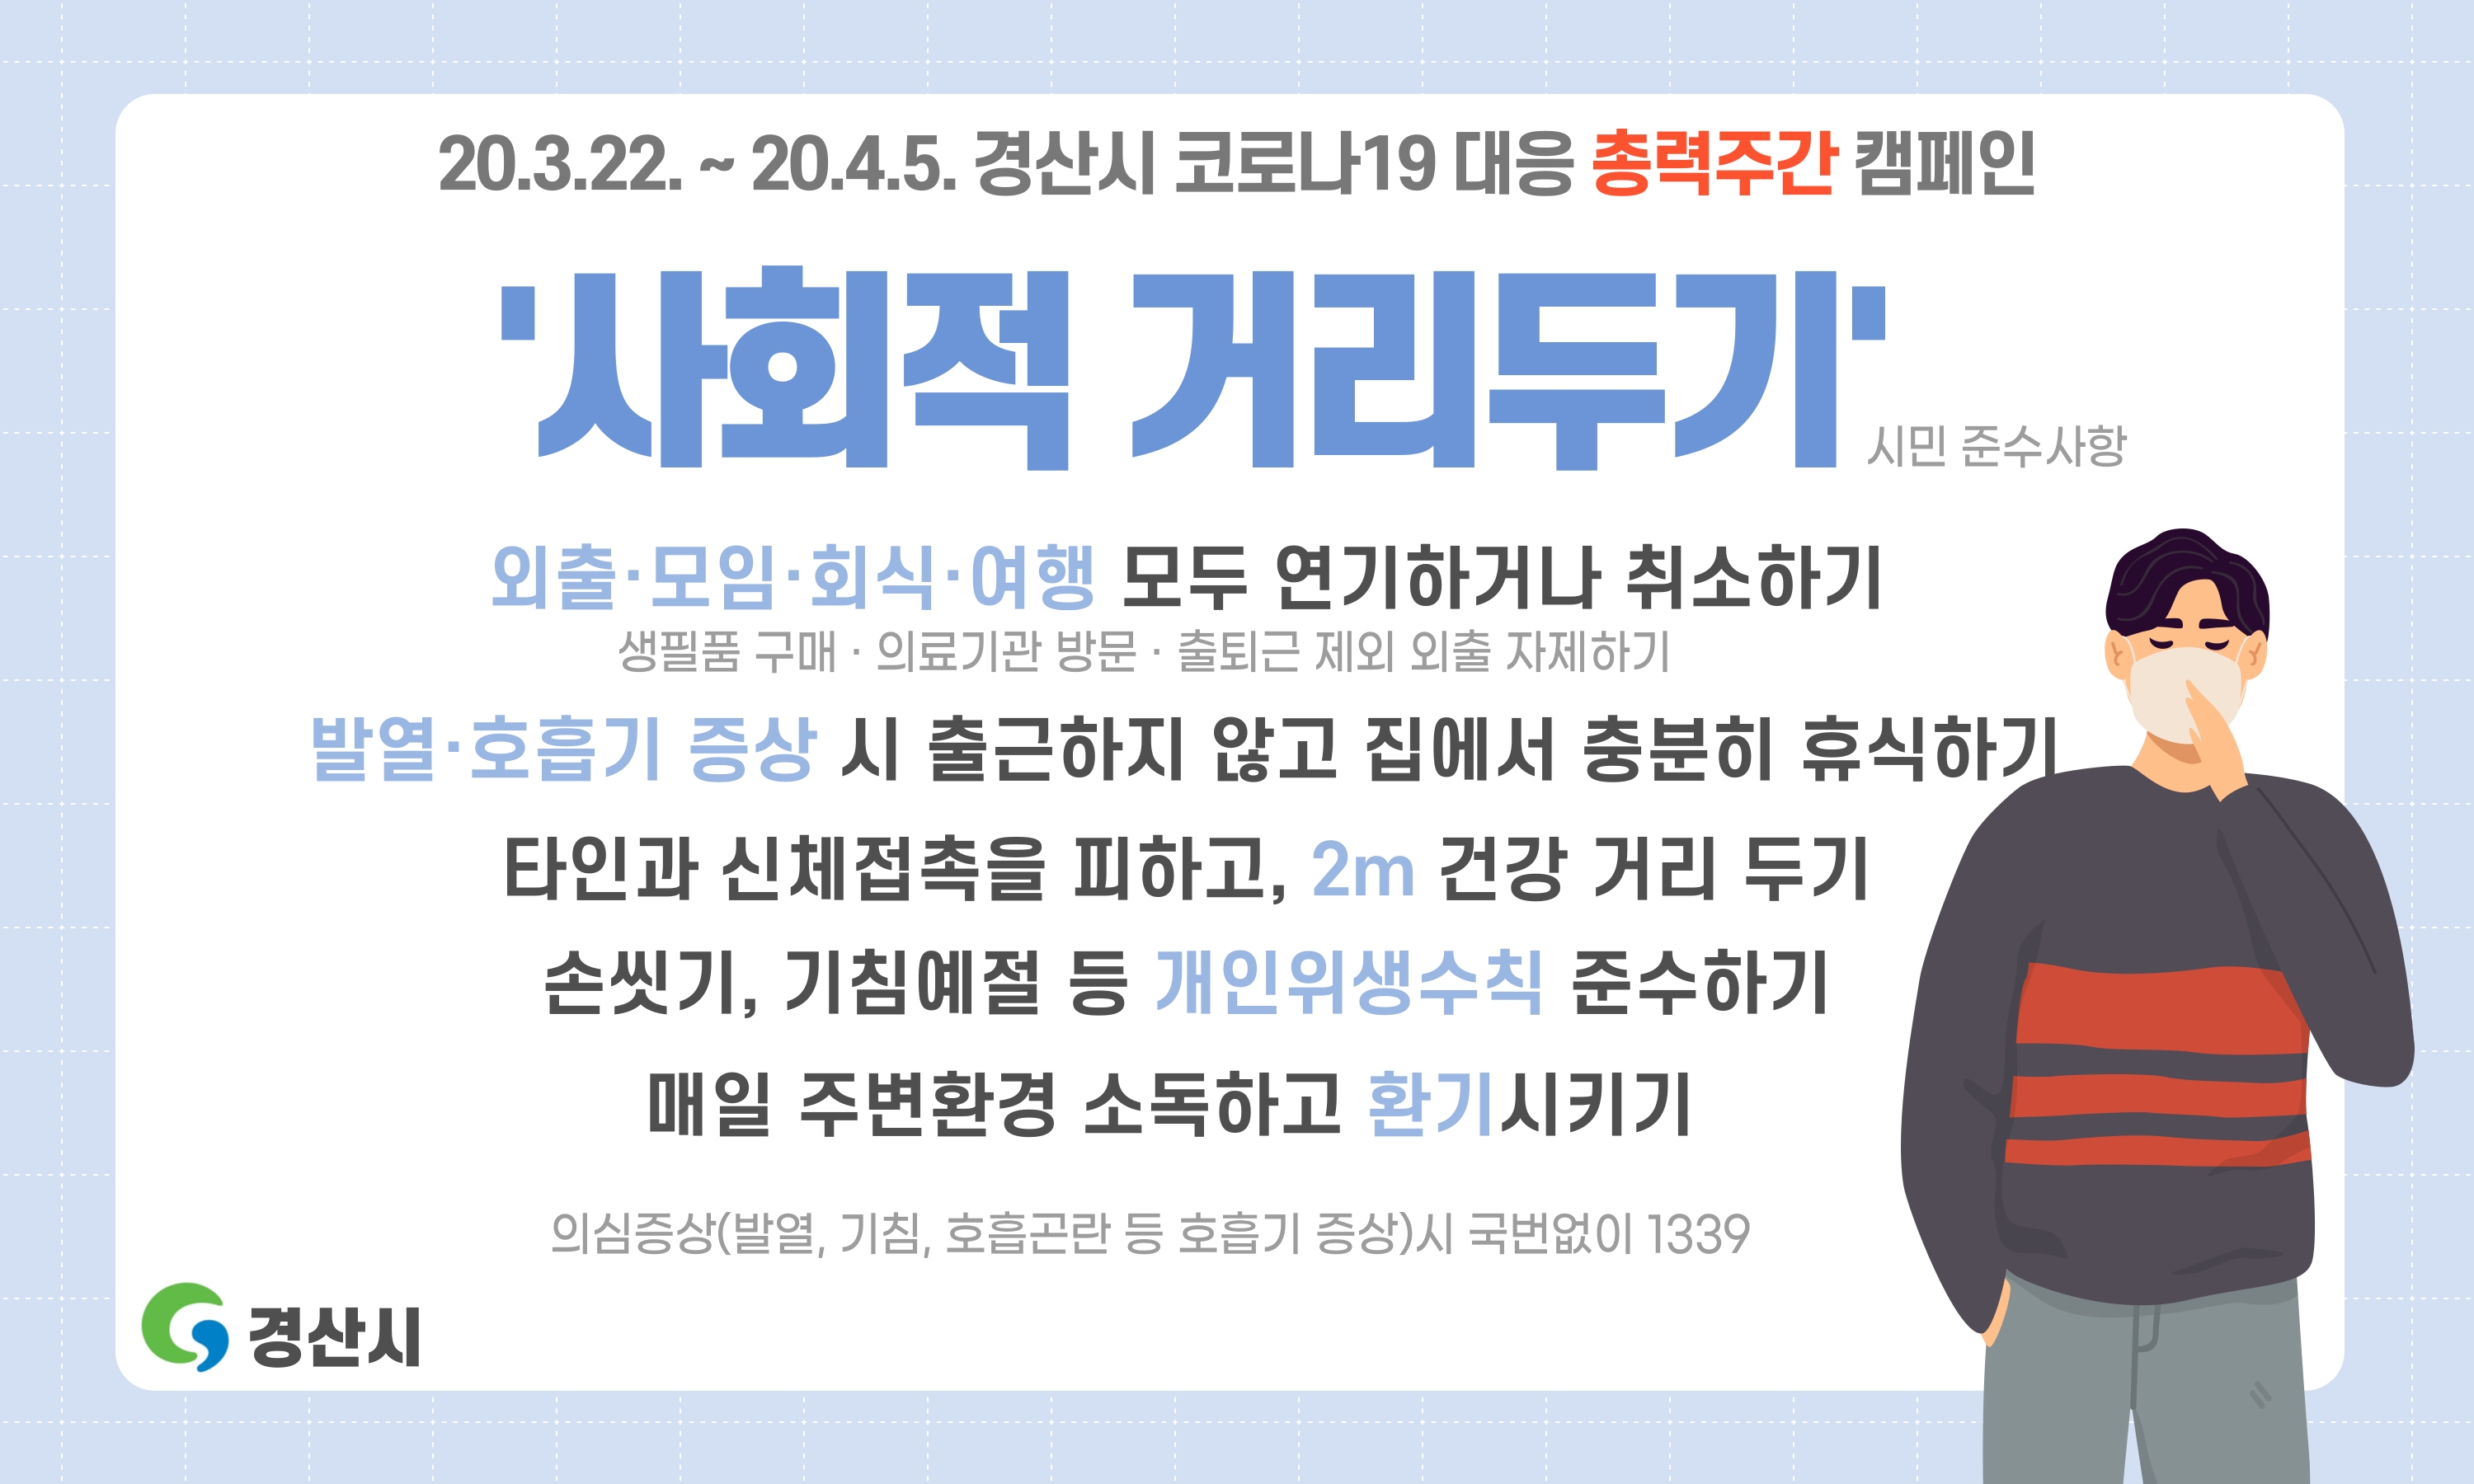 20.3.22. ~ 20.4.5. 경산시 코로나19 대응 총력주간 캠페인
'사회적 거리두기' 시민 준수사항
외출·모임·회식·여행 모두 연기하거나 취소하기
생필품 구매 · 의료기관 방문 · 출퇴근 제외 외출 자제하기
발열·호흡기 증상 시 출근하지 않고 집에서 충분히 휴식하기
타인과 신체접촉을 피하고, 2m 건강 거리 두기
손씻기, 기침예절 등 개인위생수칙 준수하기
매일 주변환경 소독하고 환기시키기
의심증상(발열, 기침, 호흡곤란 등 호흡기 증상)시 국번없이 1339
경산시